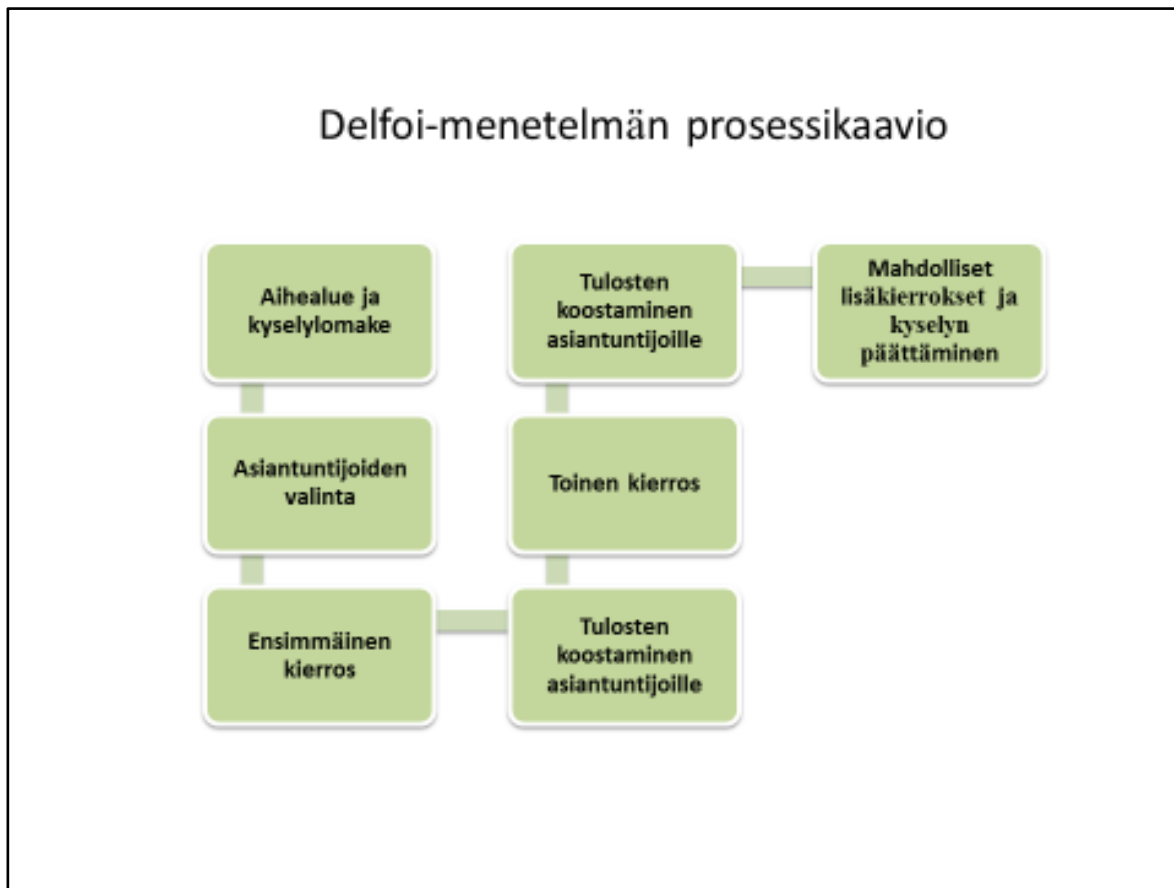 Delfoi-menetelmän prosessikaavio
Aihealue ja
kyselylomake
Asiantuntijoiden
valinta
Ensimmäinen
kierros
Tulosten
koostaminen
asiantuntijoille
Toinen kierros
Tulosten
koostaminen
asiantuntijoille
Mahdolliset
lisäkierrokset ja
kyselyn
päättäminen